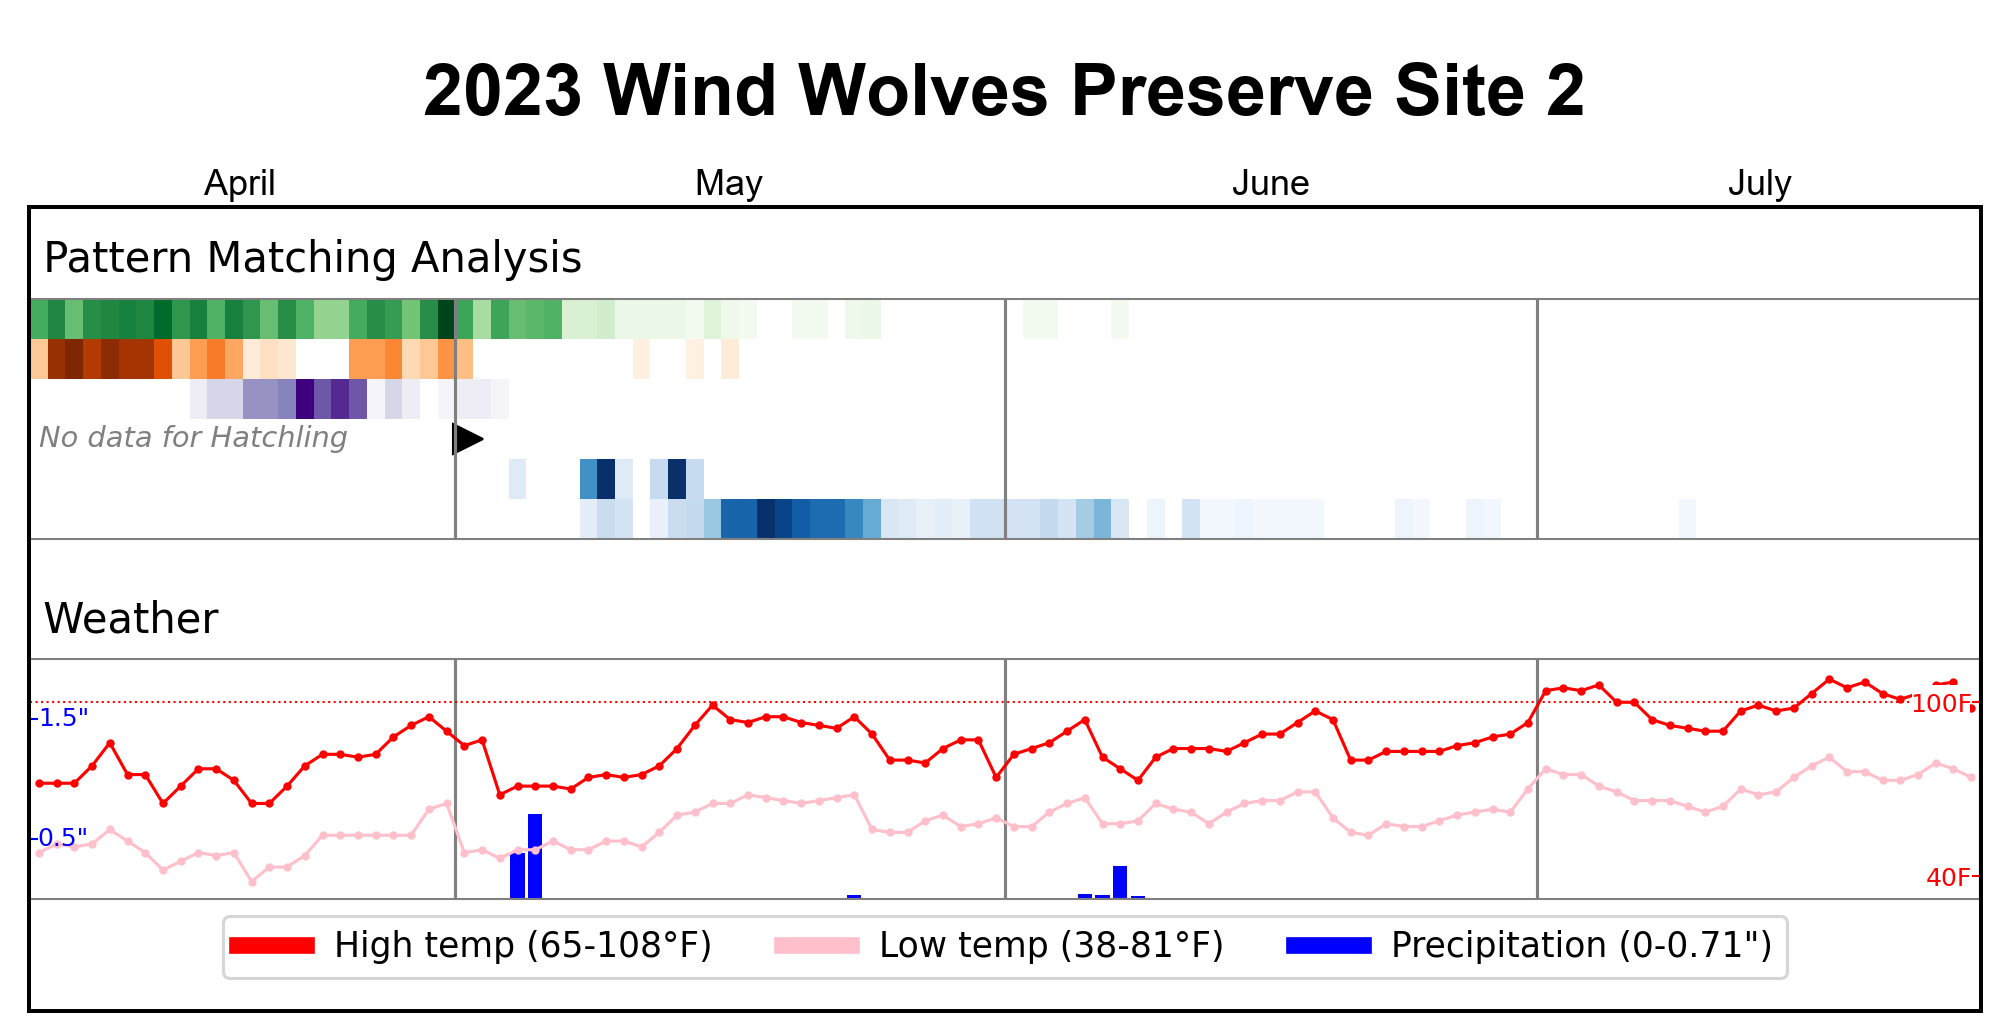 2023 Wind Wolves Preserve Site 2
April May June July
Pattern Matching Analysis
No data for Hatchling
Weather
1.5"
100F
0.5"
40F
High temp (65-108°F) Low temp (38-81°F) Precipitation (0-0.71")